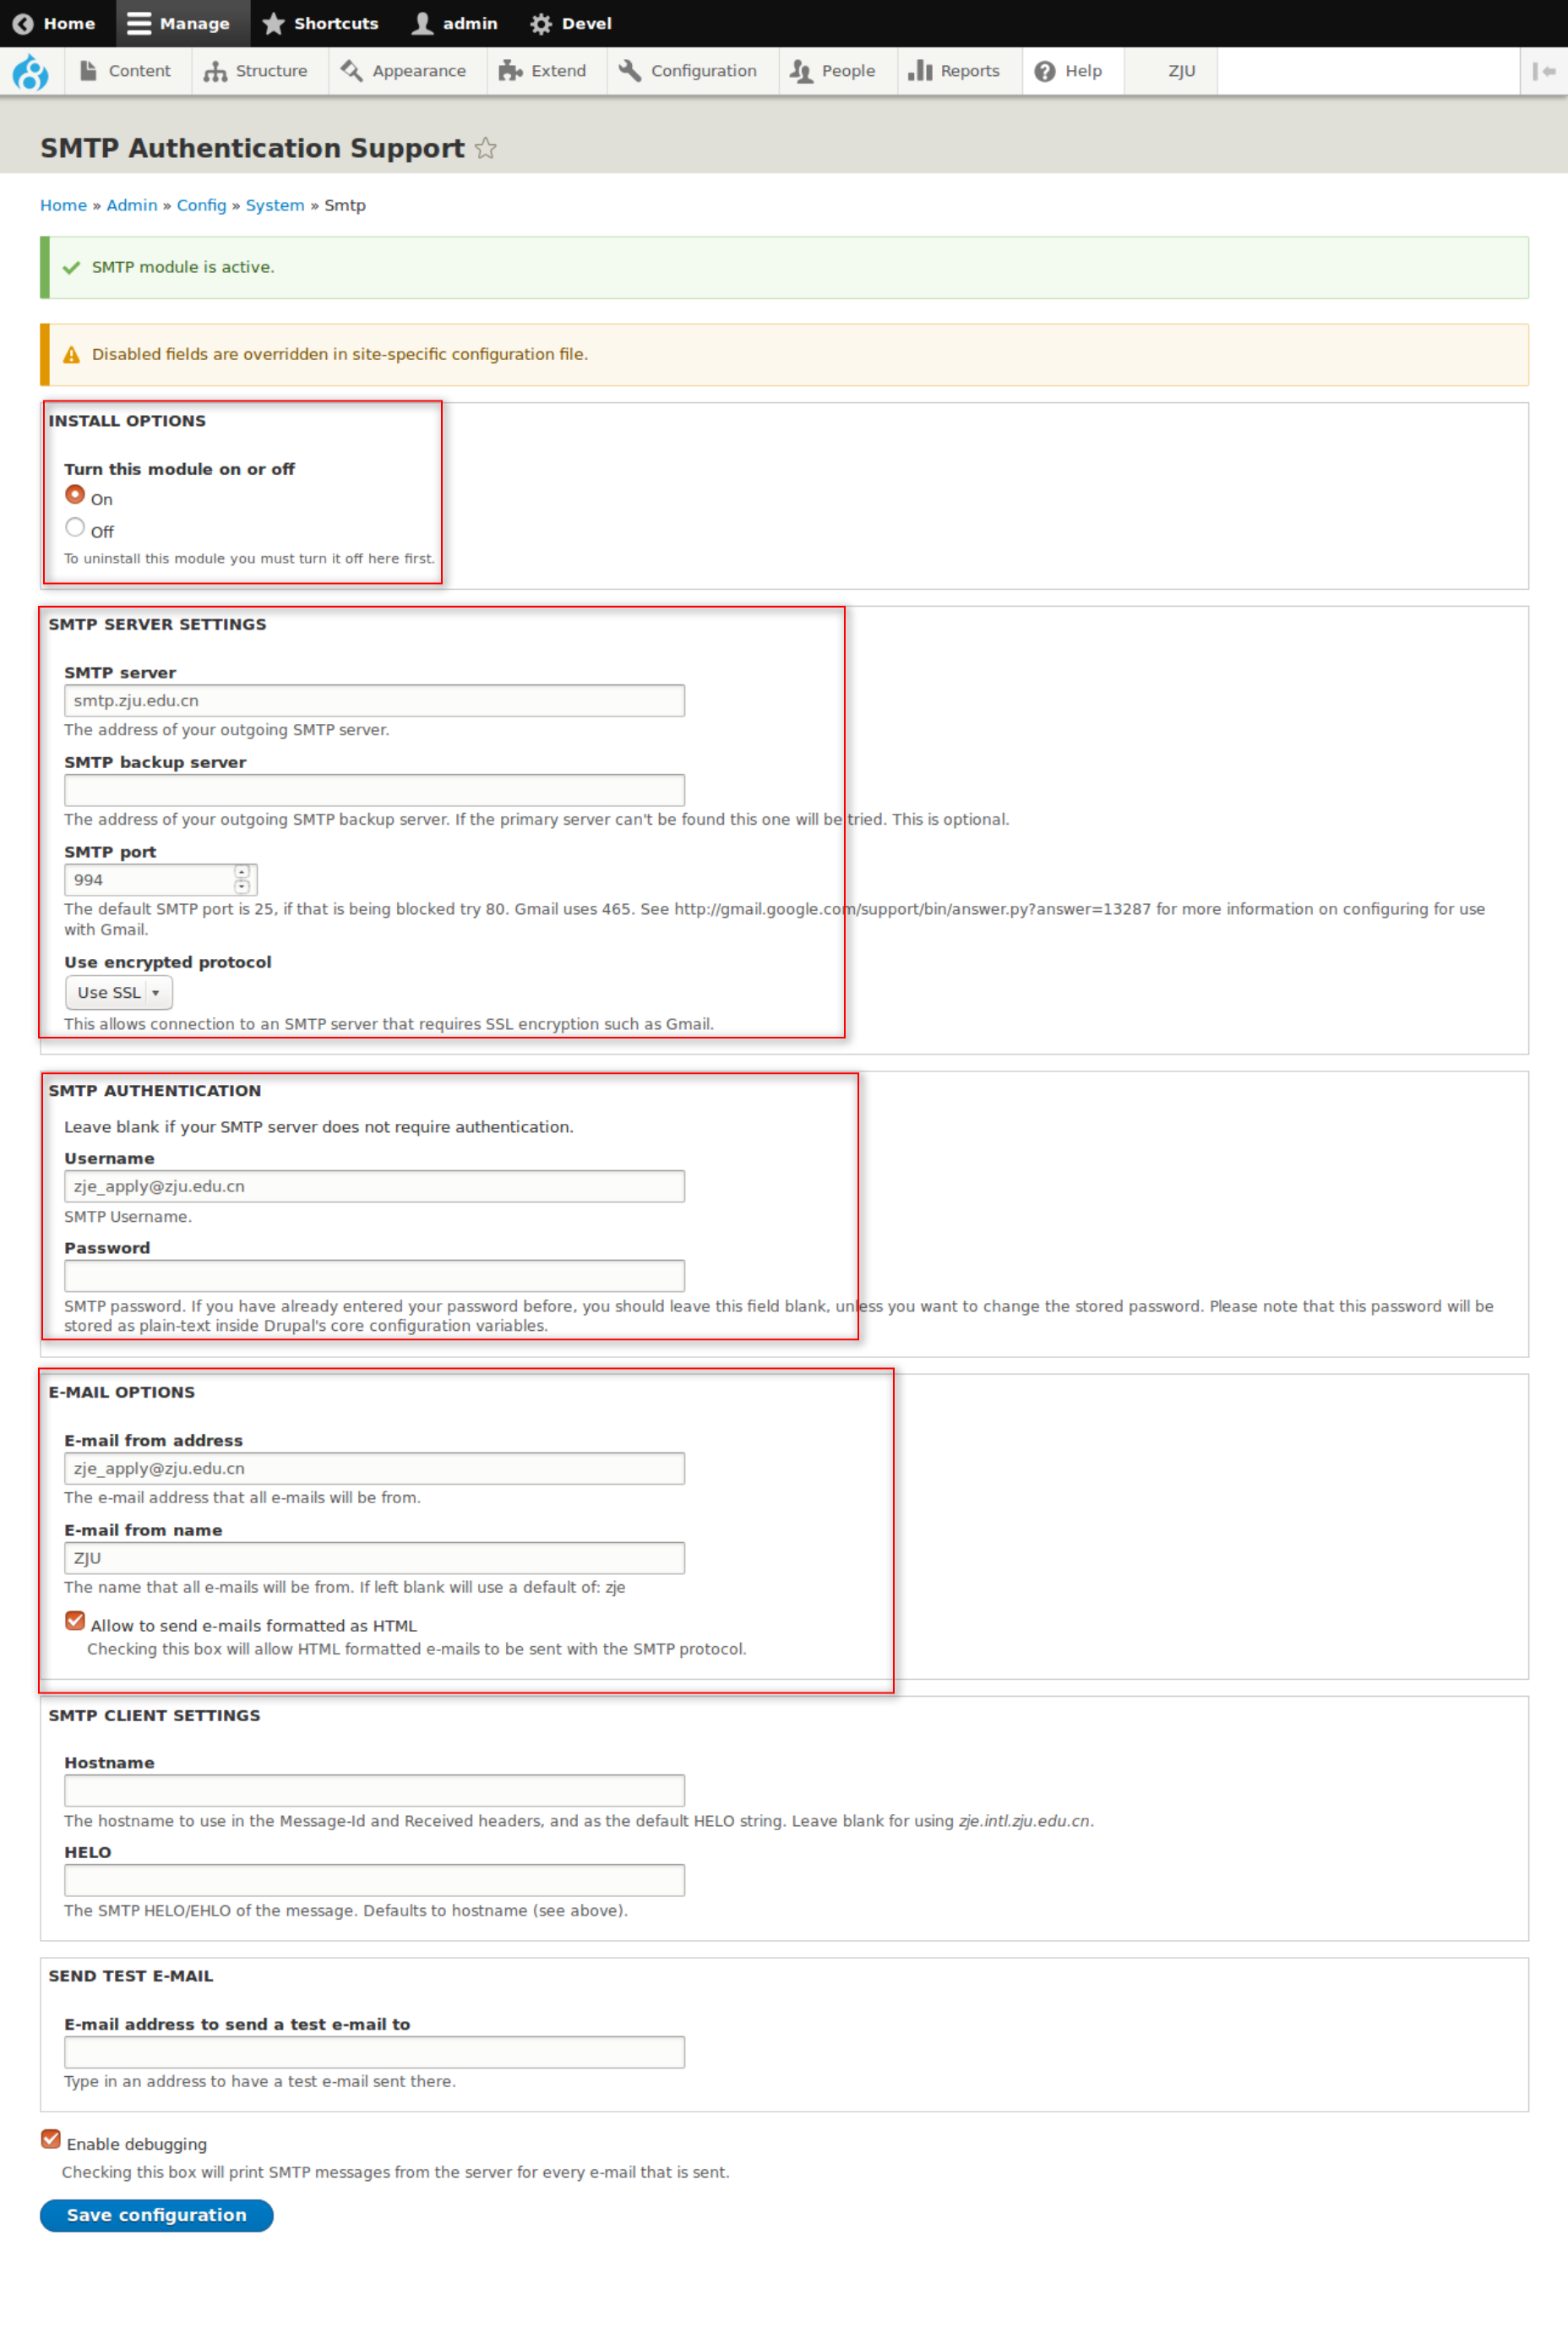 Home Manage Shortcuts admin Devel
Content Structure Appearance Extend Configuration People Reports Help ZJU
SMTP Authentication Support
Home » Admin » Config » System » Smtp
SMTP module is active.
Disabled fields are overridden in site-specific configuration file.
INSTALL OPTIONS
Turn this module on or off
On
Off
To uninstall this module you must turn it off here first.
SMTP SERVER SETTINGS
SMTP server
smtp.zju.edu.cn
The address of your outgoing SMTP server.
SMTP backup server
The address of your outgoing SMTP backup server. If the primary server can't be found this one will be tried. This is optional.
SMTP port
994
The default SMTP port is 25, if that is being blocked try 80. Gmail uses 465. See http://gmail.google.com/support/bin/answer.py?answer=13287 for more information on configuring for use
with Gmail.
Use encrypted protocol
Use SSL
This allows connection to an SMTP server that requires SSL encryption such as Gmail.
SMTP AUTHENTICATION
Leave blank if your SMTP server does not require authentication.
Username
zje_apply@zju.edu.cn
SMTP Username.
Password
SMTP password. If you have already entered your password before, you should leave this field blank, unless you want to change the stored password. Please note that this password will be
stored as plain-text inside Drupal's core configuration variables.
E-MAIL OPTIONS
E-mail from address
zje_apply@zju.edu.cn
The e-mail address that all e-mails will be from.
E-mail from name
ZJU
The name that all e-mails will be from. If left blank will use a default of: zje
Allow to send e-mails formatted as HTML
Checking this box will allow HTML formatted e-mails to be sent with the SMTP protocol.
SMTP CLIENT SETTINGS
Hostname
The hostname to use in the Message-Id and Received headers, and as the default HELO string. Leave blank for using zje.intl.zju.edu.cn.
HELO
The SMTP HELO/EHLO of the message. Defaults to hostname (see above).
SEND TEST E-MAIL
E-mail address to send a test e-mail to
Type in an address to have a test e-mail sent there.
Enable debugging
Checking this box will print SMTP messages from the server for every e-mail that is sent.
Save configuration